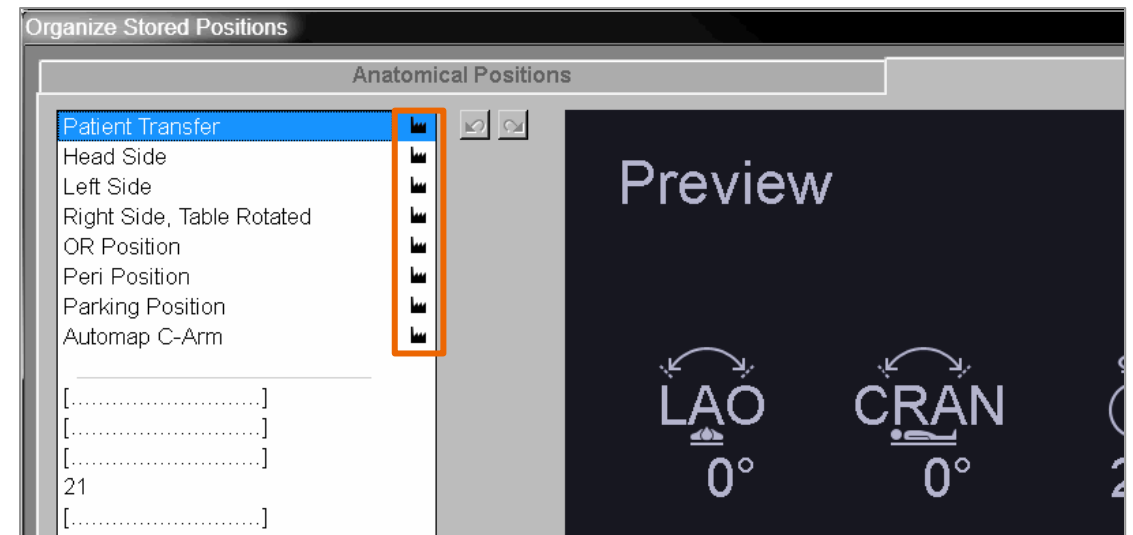 Organize Stored Positions
Anatomical Positions
Patient Transfer
Head Side
Left Side
Right Side, Table Rotated
OR Position
Peri Position
Parking Position
Automap C-Arm
[............................]
[............................]
[............................]
21
[............................]
Preview
LAO
CRAN
0°
0°